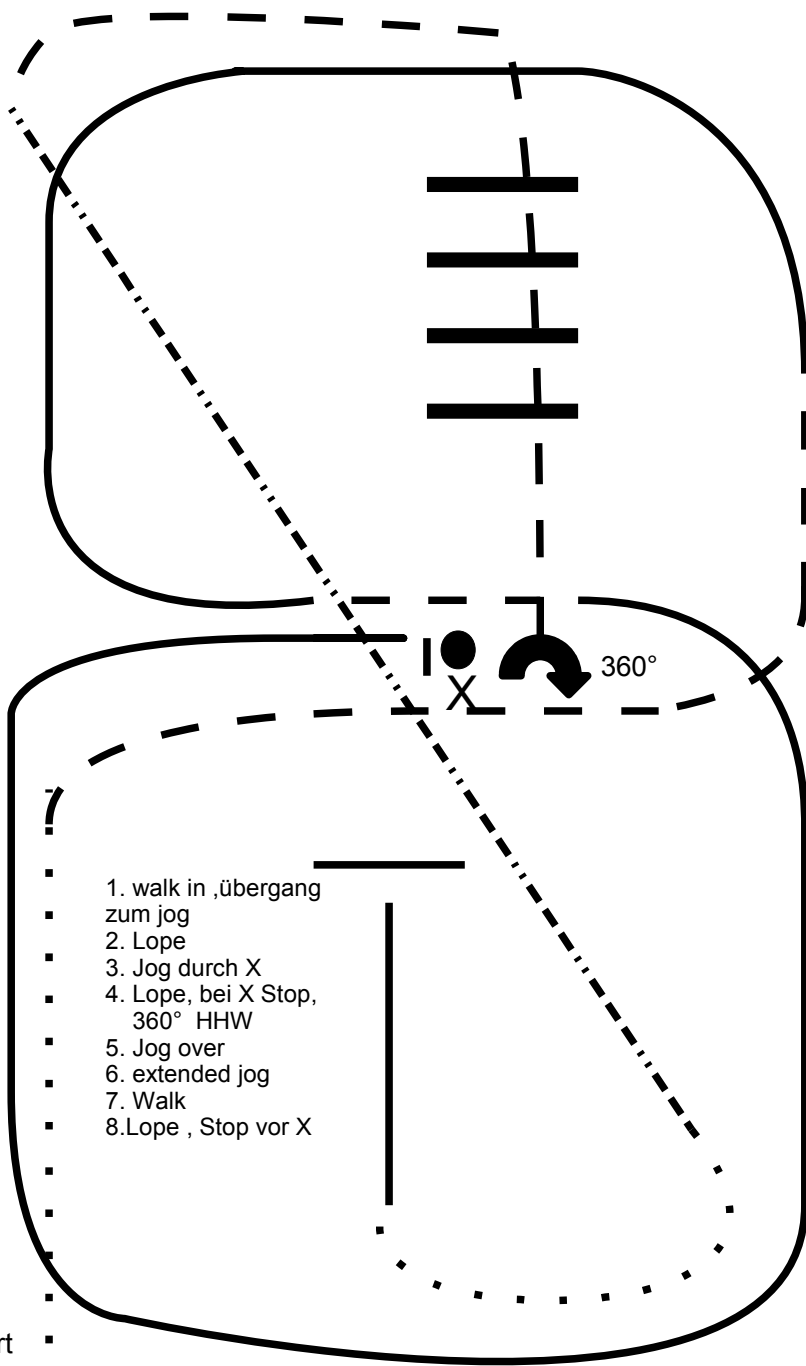 360°
X
1. walk in ,übergang
zum jog
2. Lope
3. Jog durch X
4. Lope, bei X Stop,
360° HHW
5. Jog over
6. extended jog
7. Walk
8.Lope , Stop vor X
rt